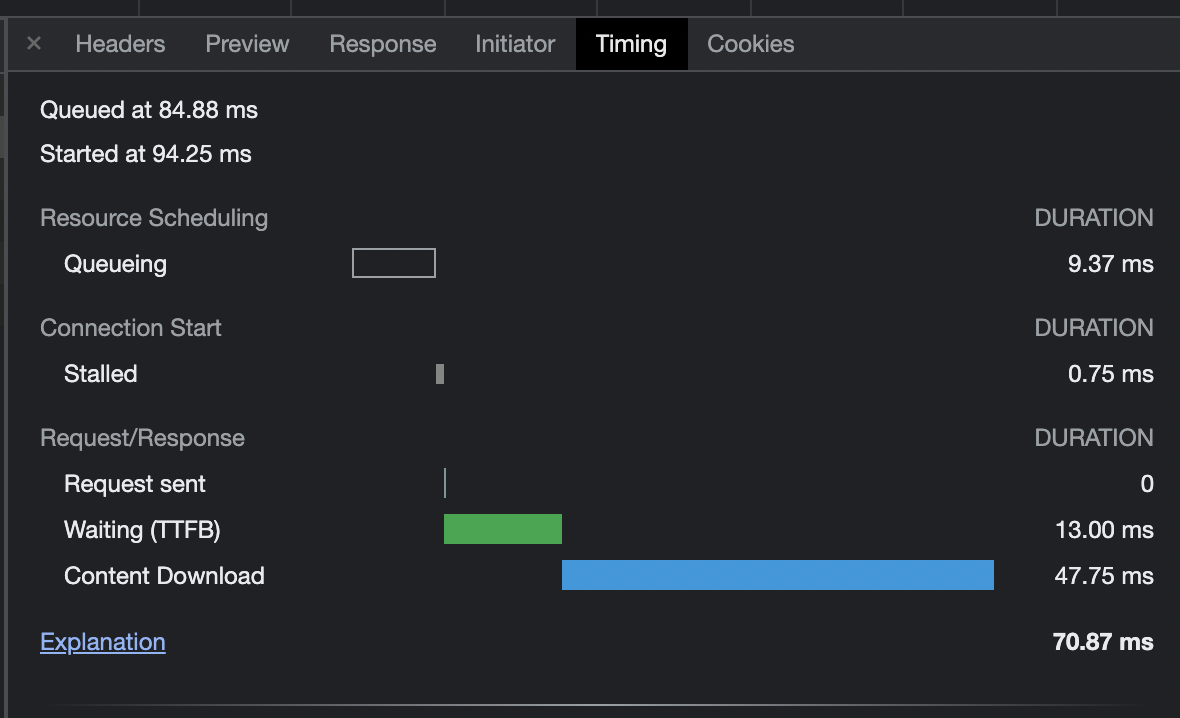 × Headers Preview Response Initiator Timing Cookies
Queued at 84.88 ms
Started at 94.25 ms
Resource Scheduling DURATION
Queueing 9.37 ms
Connection Start DURATION
Stalled 0.75 ms
Request/Response DURATION
Request sent 0
Waiting (TTFB) 13.00 ms
Content Download 47.75 ms
Explanation 70.87 ms